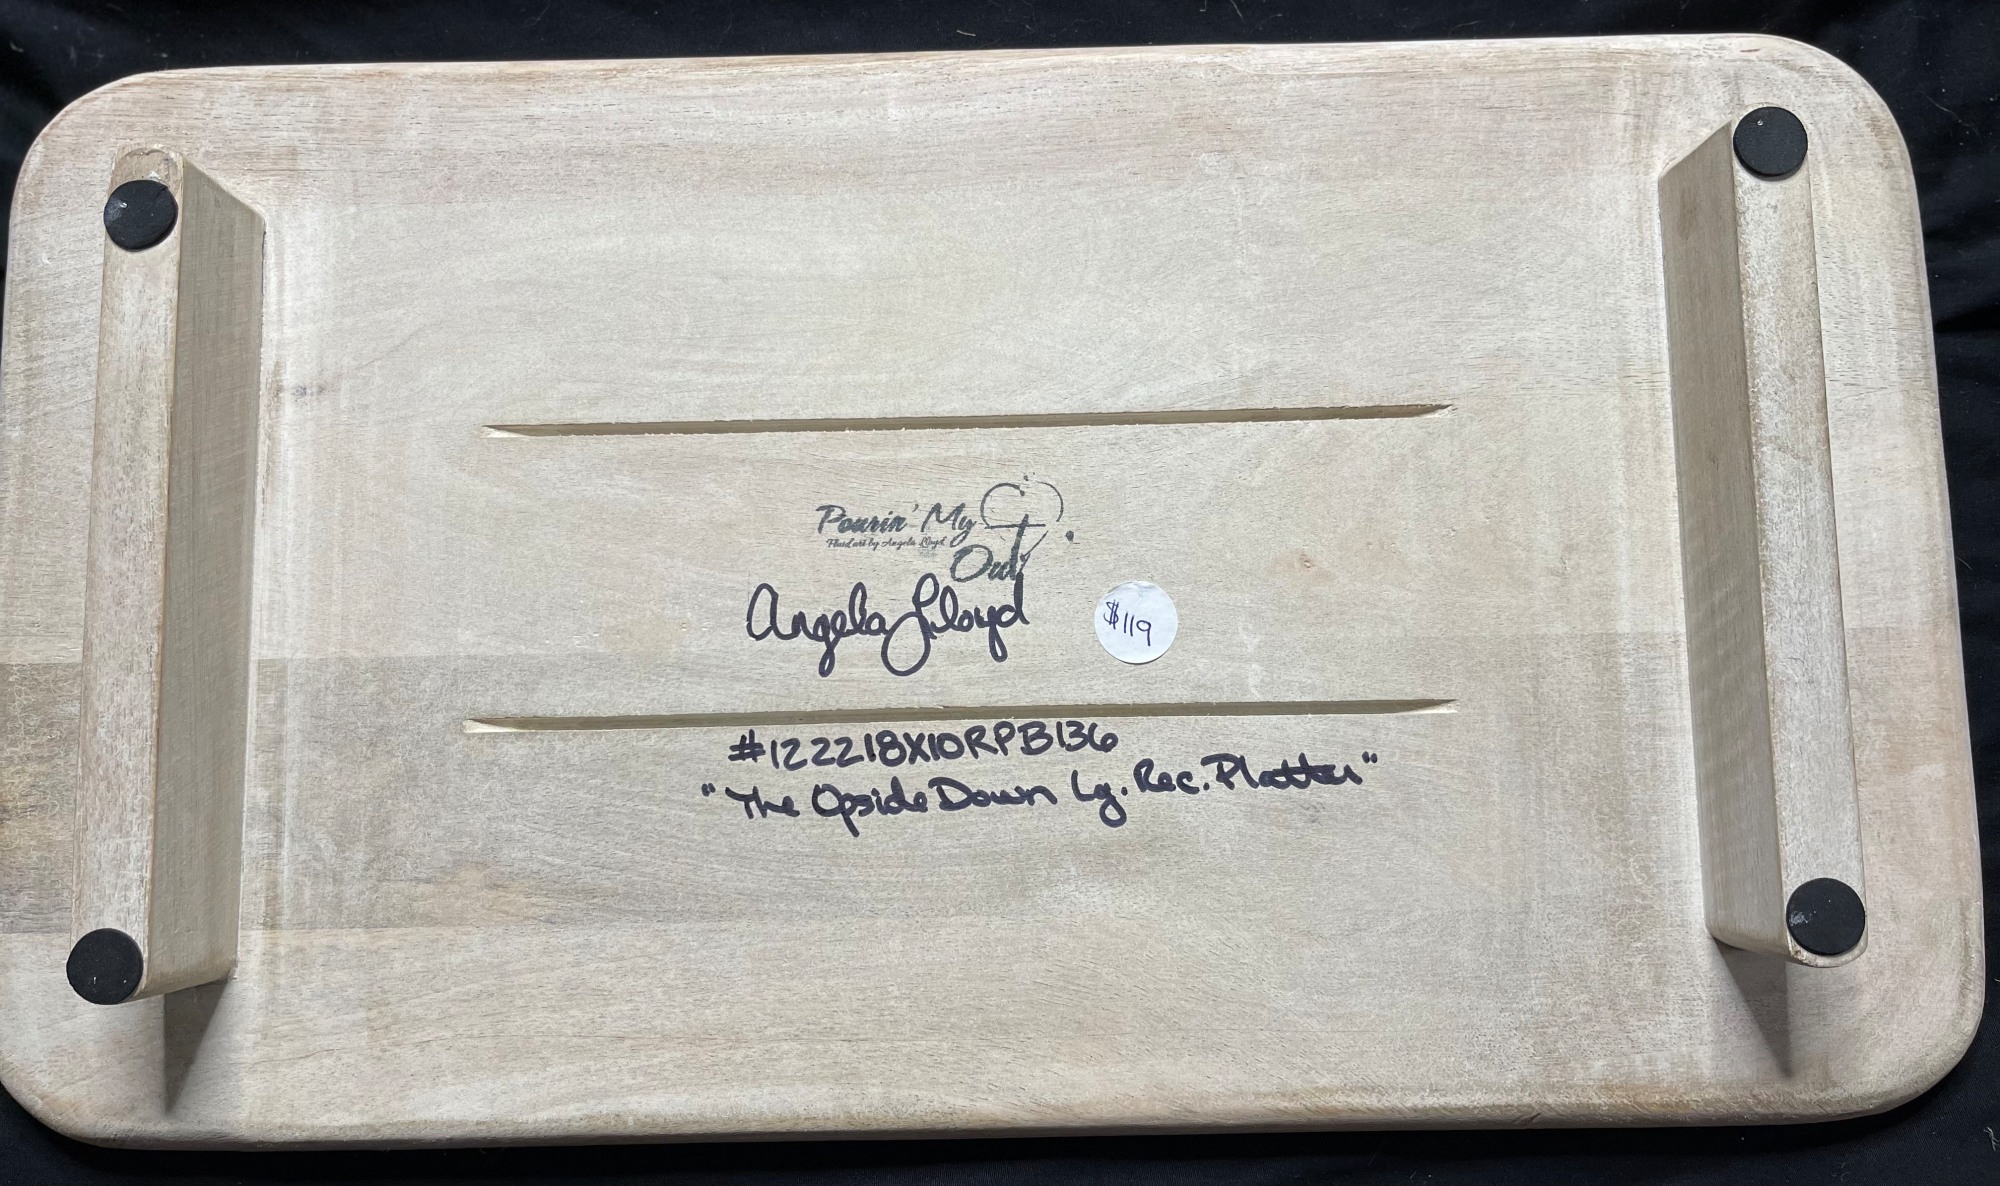 Pourin' My
Fluid art by Angela Lloyd
Out
Angela Lloyd
$119
#122218X10RPB136
"The Upside Down Lg. Rec. Platter"